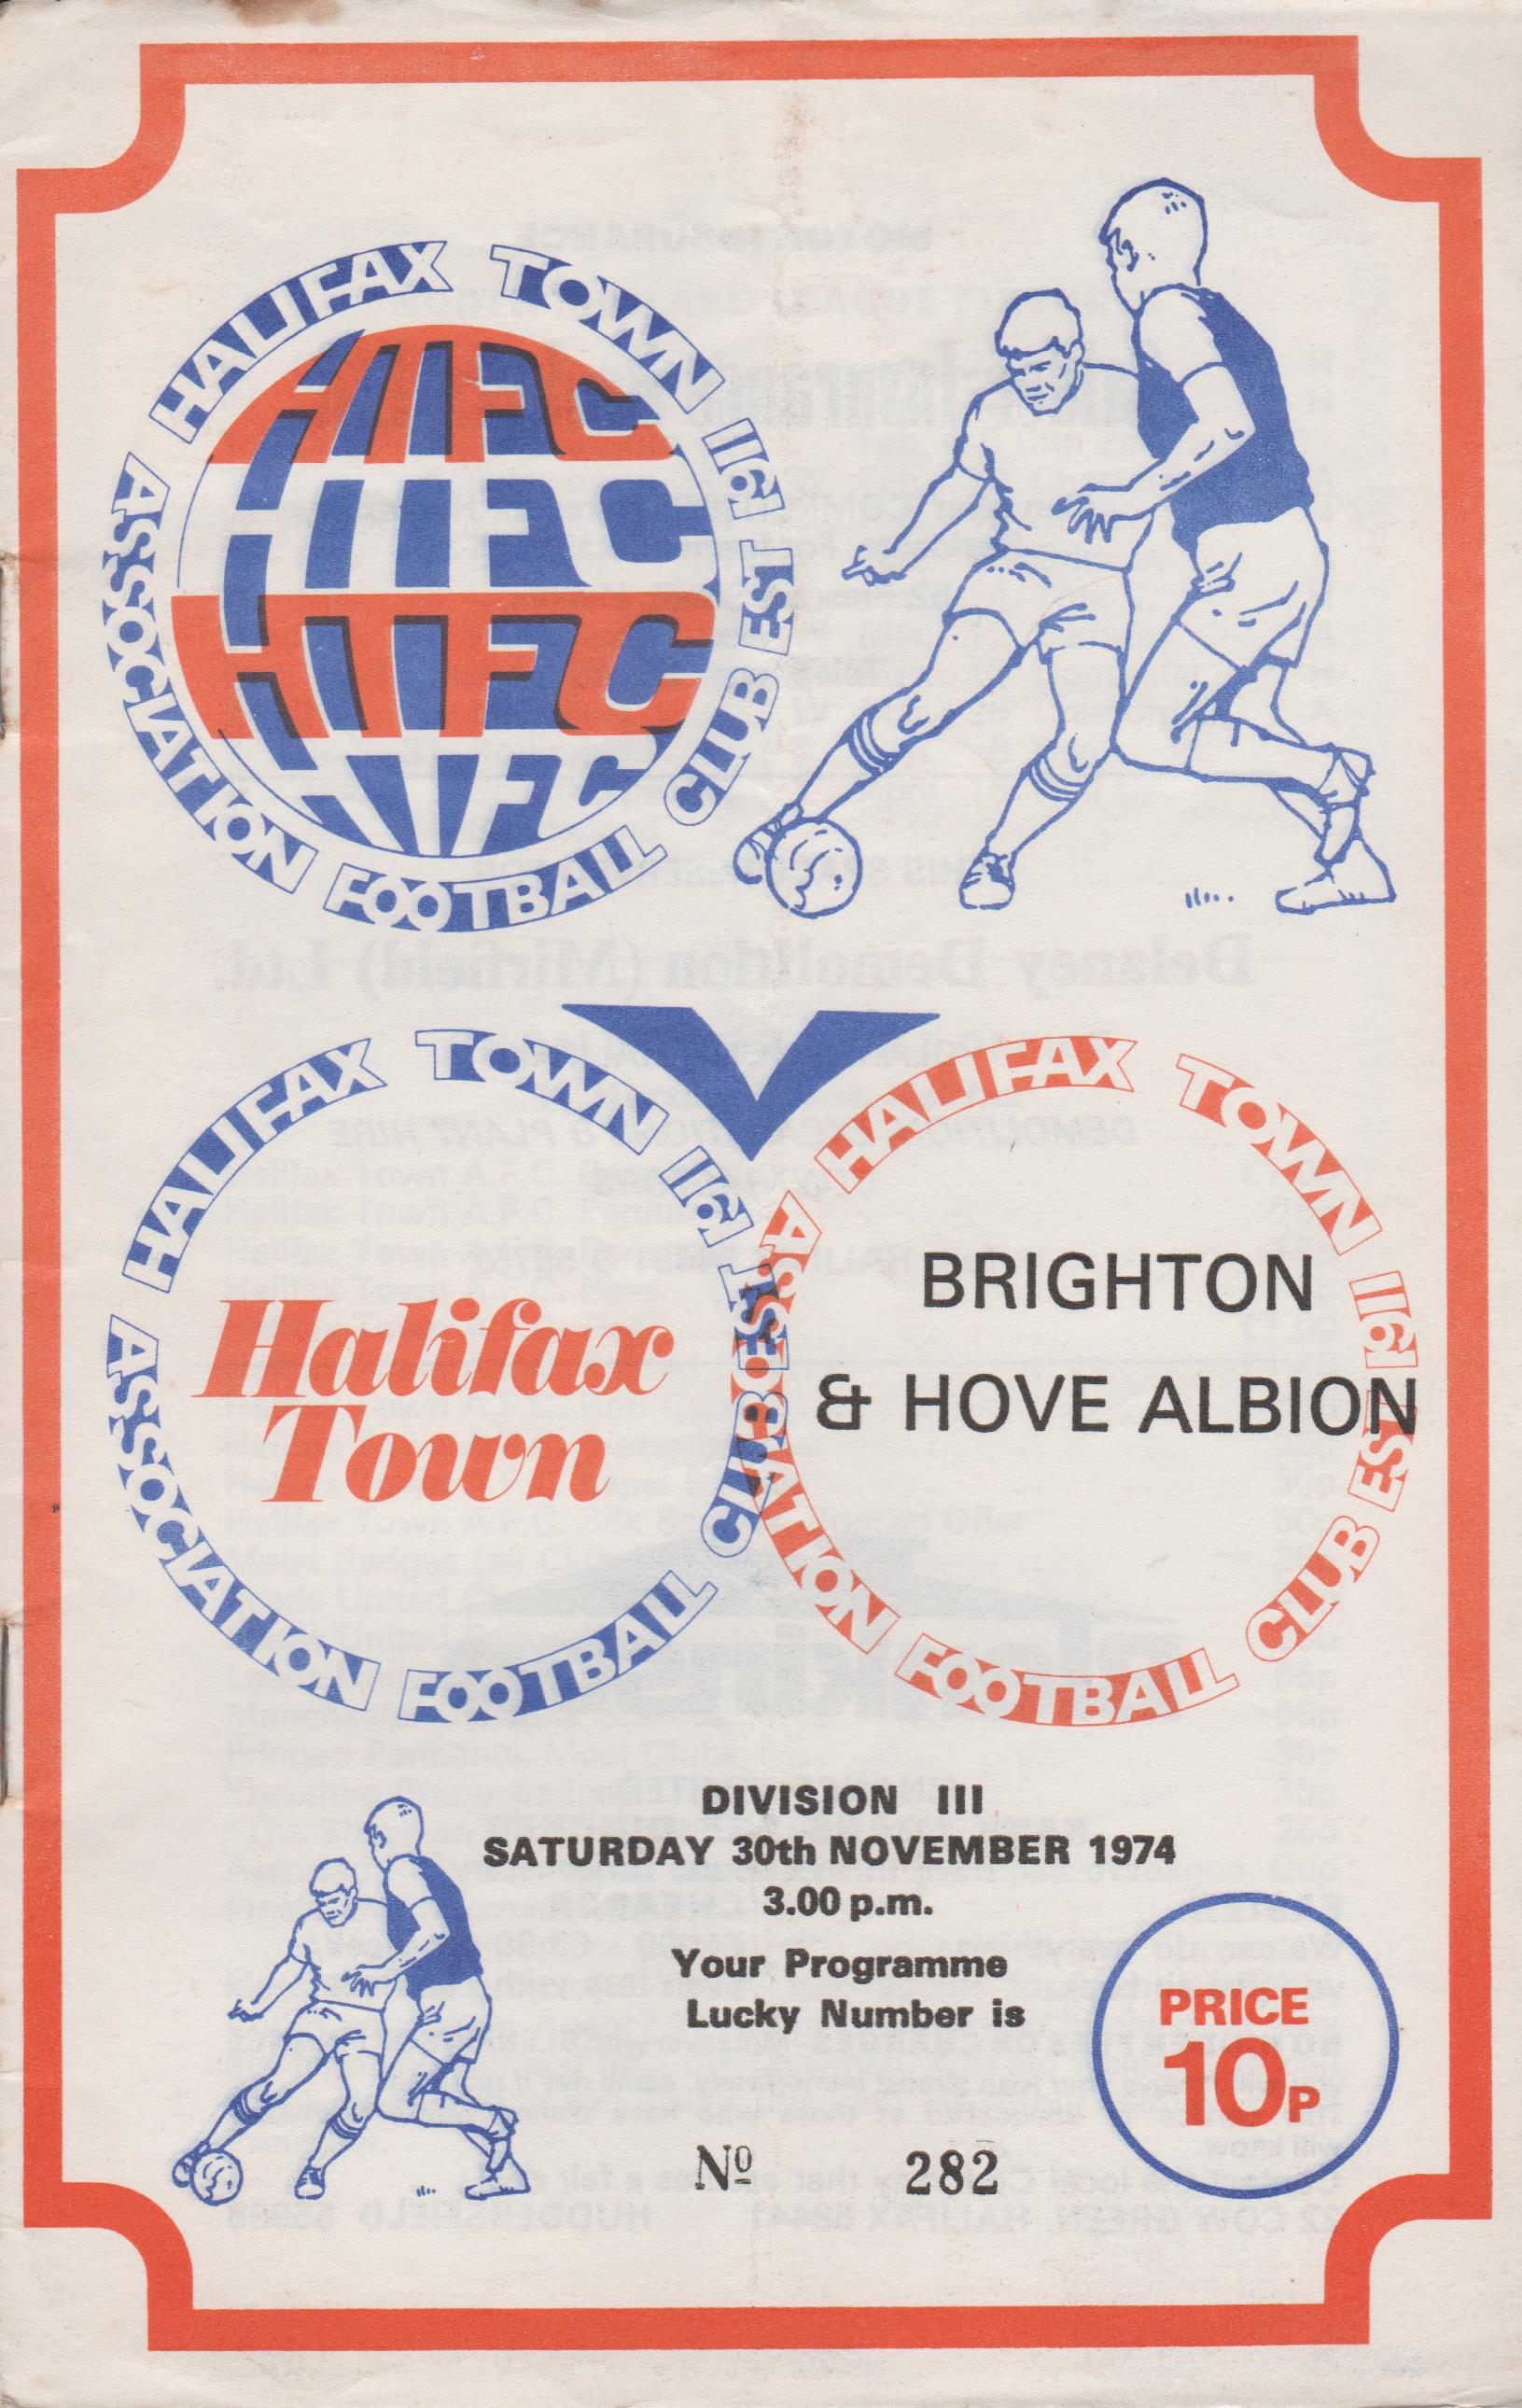 HALIFAX TOWN 1911
ASSOCIATION FOOTBALL CLUB EST
HTFC
HTFC
HTFC
HTFC
HALIFAX TOWN 1911
ASSOCIATION FOOTBALL CLUB EST
Halifax
Town
V
HALIFAX TOWN 1911
ASSOCIATION FOOTBALL CLUB EST
BRIGHTON
& HOVE ALBION
DIVISION III
SATURDAY 30th NOVEMBER 1974
3.00 p.m.
Your Programme
Lucky Number is
Nº 282
PRICE
10P